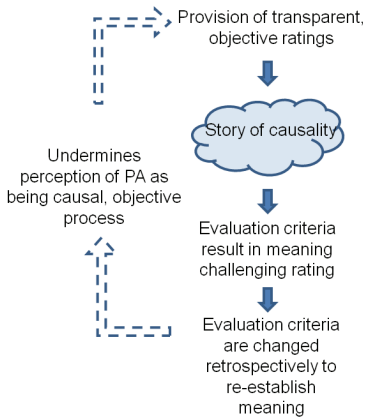 Provision of transparent,
objective ratings
Story of causality
Undermines
perception of PA as
being causal, objective
process
Evaluation criteria
result in meaning
challenging rating
Evaluation criteria
are changed
retrospectively to
re-establish
meaning